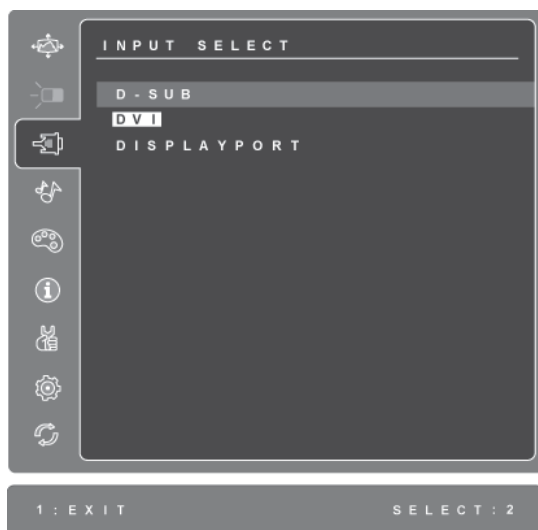 INPUT SELECT
D-SUB
DVI
DISPLAYPORT
1:EXIT SELECT:2